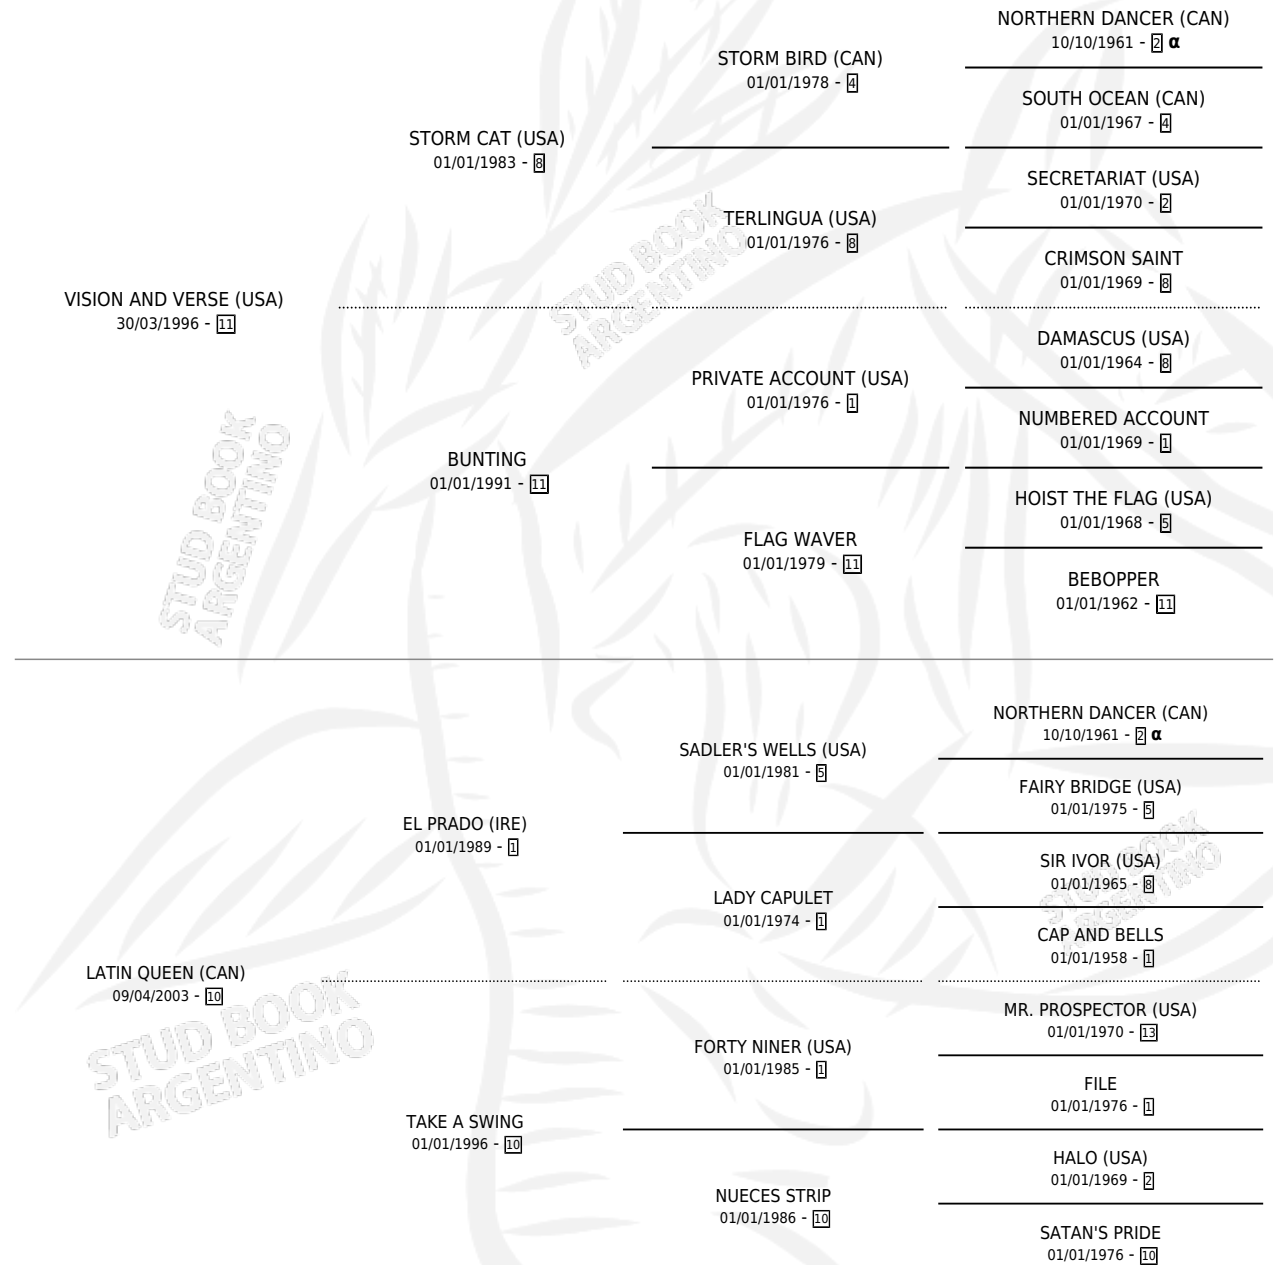 NORTHERN DANCER (CAN)
10/10/1961 - 2 α
STORM BIRD (CAN)
01/01/1978 - 4
SOUTH OCEAN (CAN)
01/01/1967 - 4
STORM CAT (USA)
01/01/1983 - 8
SECRETARIAT (USA)
01/01/1970 - 2
TERLINGUA (USA)
01/01/1976 - 8
CRIMSON SAINT
01/01/1969 - 8
VISION AND VERSE (USA)
30/03/1996 - 11
DAMASCUS (USA)
01/01/1964 - 8
PRIVATE ACCOUNT (USA)
01/01/1976 - 1
NUMBERED ACCOUNT
01/01/1969 - 1
BUNTING
01/01/1991 - 11
HOIST THE FLAG (USA)
01/01/1968 - 5
FLAG WAVER
01/01/1979 - 11
BEBOPPER
01/01/1962 - 11
STUD BOOK
ARGENTINO
STUD BOOK
ARGENTINO
NORTHERN DANCER (CAN)
10/10/1961 - 2 α
SADLER'S WELLS (USA)
01/01/1981 - 5
FAIRY BRIDGE (USA)
01/01/1975 - 5
EL PRADO (IRE)
01/01/1989 - 1
SIR IVOR (USA)
01/01/1965 - 8
LADY CAPULET
01/01/1974 - 1
CAP AND BELLS
01/01/1958 - 1
LATIN QUEEN (CAN)
09/04/2003 - 10
MR. PROSPECTOR (USA)
01/01/1970 - 13
FORTY NINER (USA)
01/01/1985 - 1
FILE
01/01/1976 - 1
TAKE A SWING
01/01/1996 - 10
HALO (USA)
01/01/1969 - 2
NUECES STRIP
01/01/1986 - 10
SATAN'S PRIDE
01/01/1976 - 10
STUD BOOK
ARGENTINO
STUD BOOK
ARGENTINO